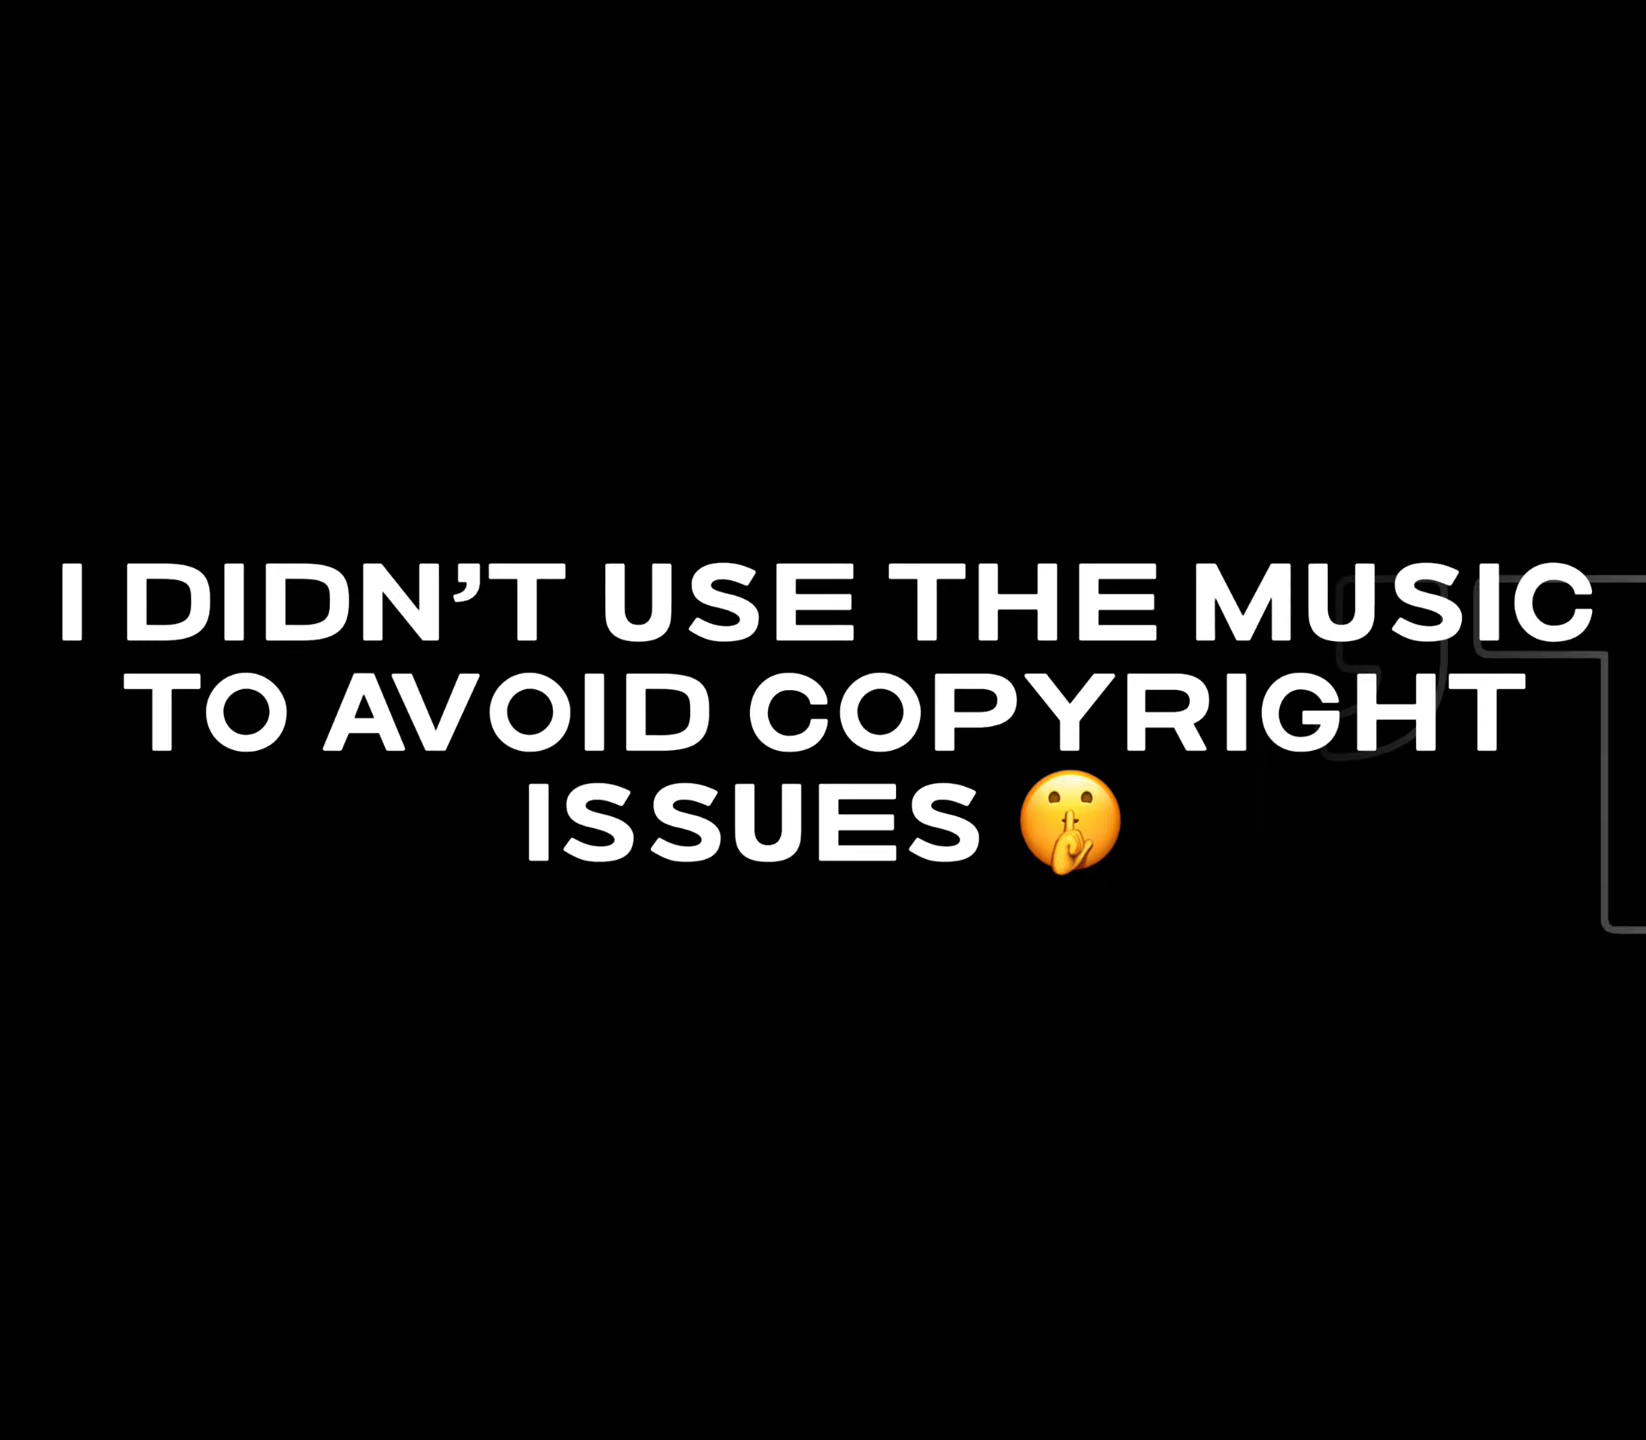 I DIDN’T USE THE MUSIC
TO AVOID COPYRIGHT
ISSUES 🤫
’T